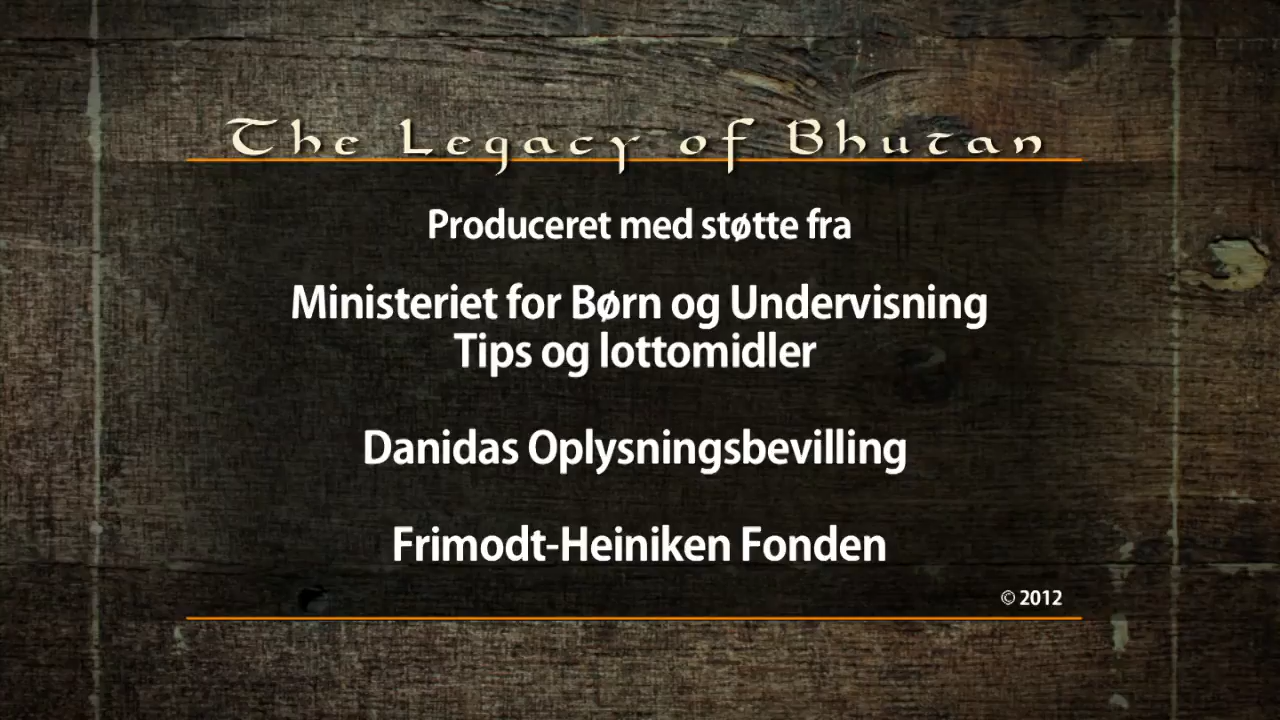 The Legacy of Bhutan
Produceret med støtte fra
Ministeriet for Børn og Undervisning
Tips og lottomidler
Danidas Oplysningsbevilling
Frimodt-Heiniken Fonden
© 2012